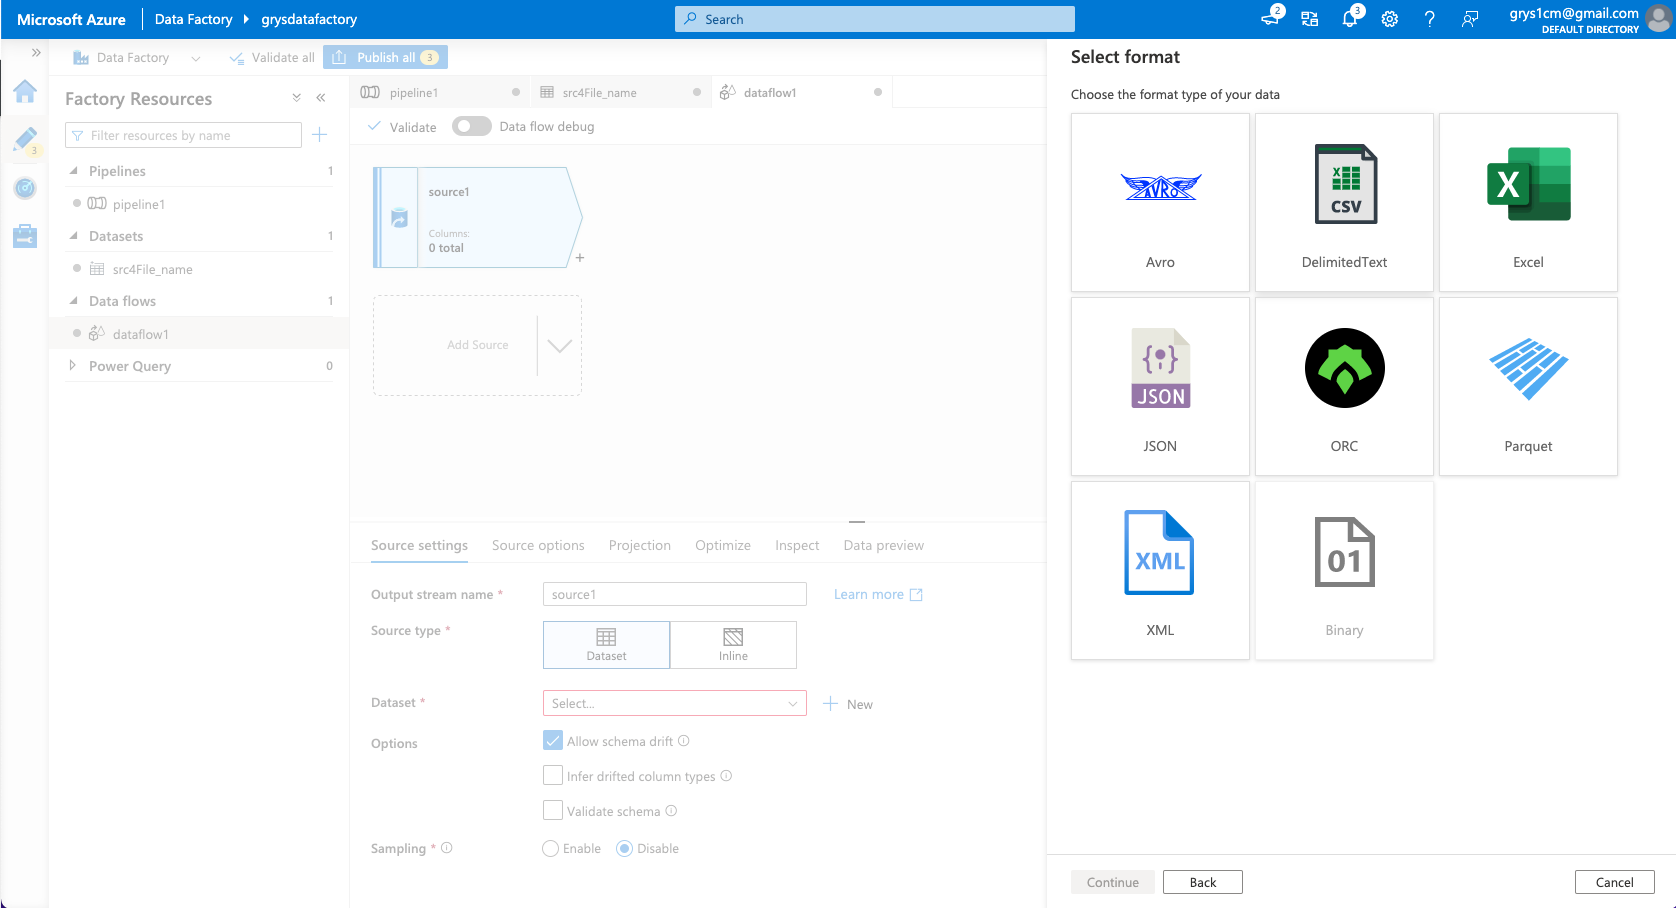 Microsoft Azure
Data Factory
grysdatafactory
Search
2
3
grys1cm@gmail.com
DEFAULT DIRECTORY
Data Factory
Validate all
Publish all
3
Factory Resources
Filter resources by name
3
Pipelines
1
pipeline1
Datasets
1
src4File_name
Data flows
1
dataflow1
Power Query
0
pipeline1
src4File_name
dataflow1
Validate
Data flow debug
source1
Columns:
0 total
+
Add Source
Source settings
Source options
Projection
Optimize
Inspect
Data preview
Output stream name *
source1
Learn more
Source type *
Dataset
Inline
Dataset *
Select...
New
Options
Allow schema drift
Infer drifted column types
Validate schema
Sampling *
Enable
Disable
Select format
Choose the format type of your data
AVRO
Avro
X
CSV
DelimitedText
X
Excel
{•}
JSON
JSON
ORC
Parquet
XML
XML
01
Binary
Continue
Back
Cancel